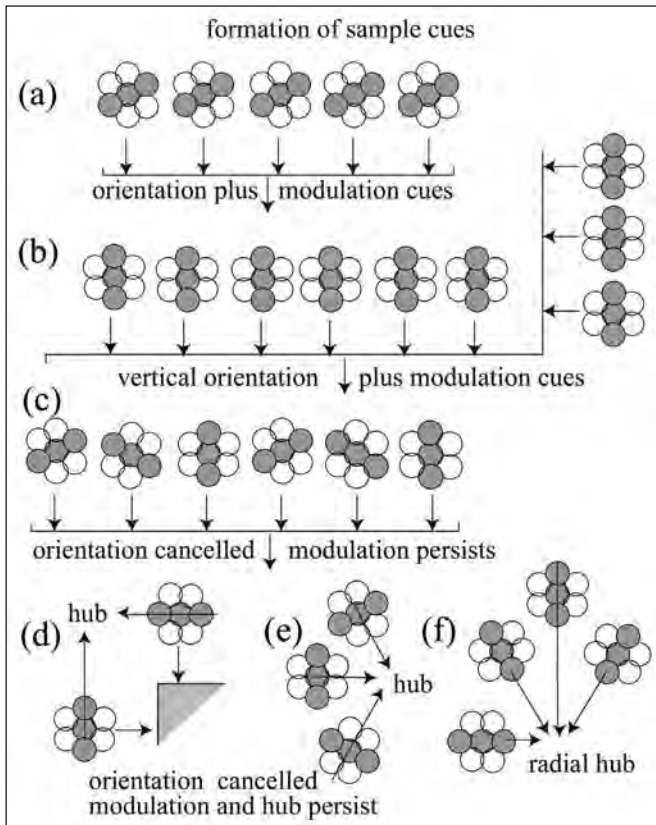 formation of sample cues
(a)
orientation plus modulation cues
(b)
vertical orientation plus modulation cues
(c)
orientation cancelled modulation persists
(d)
hub
(e)
hub
(f)
radial hub
orientation cancelled
modulation and hub persist